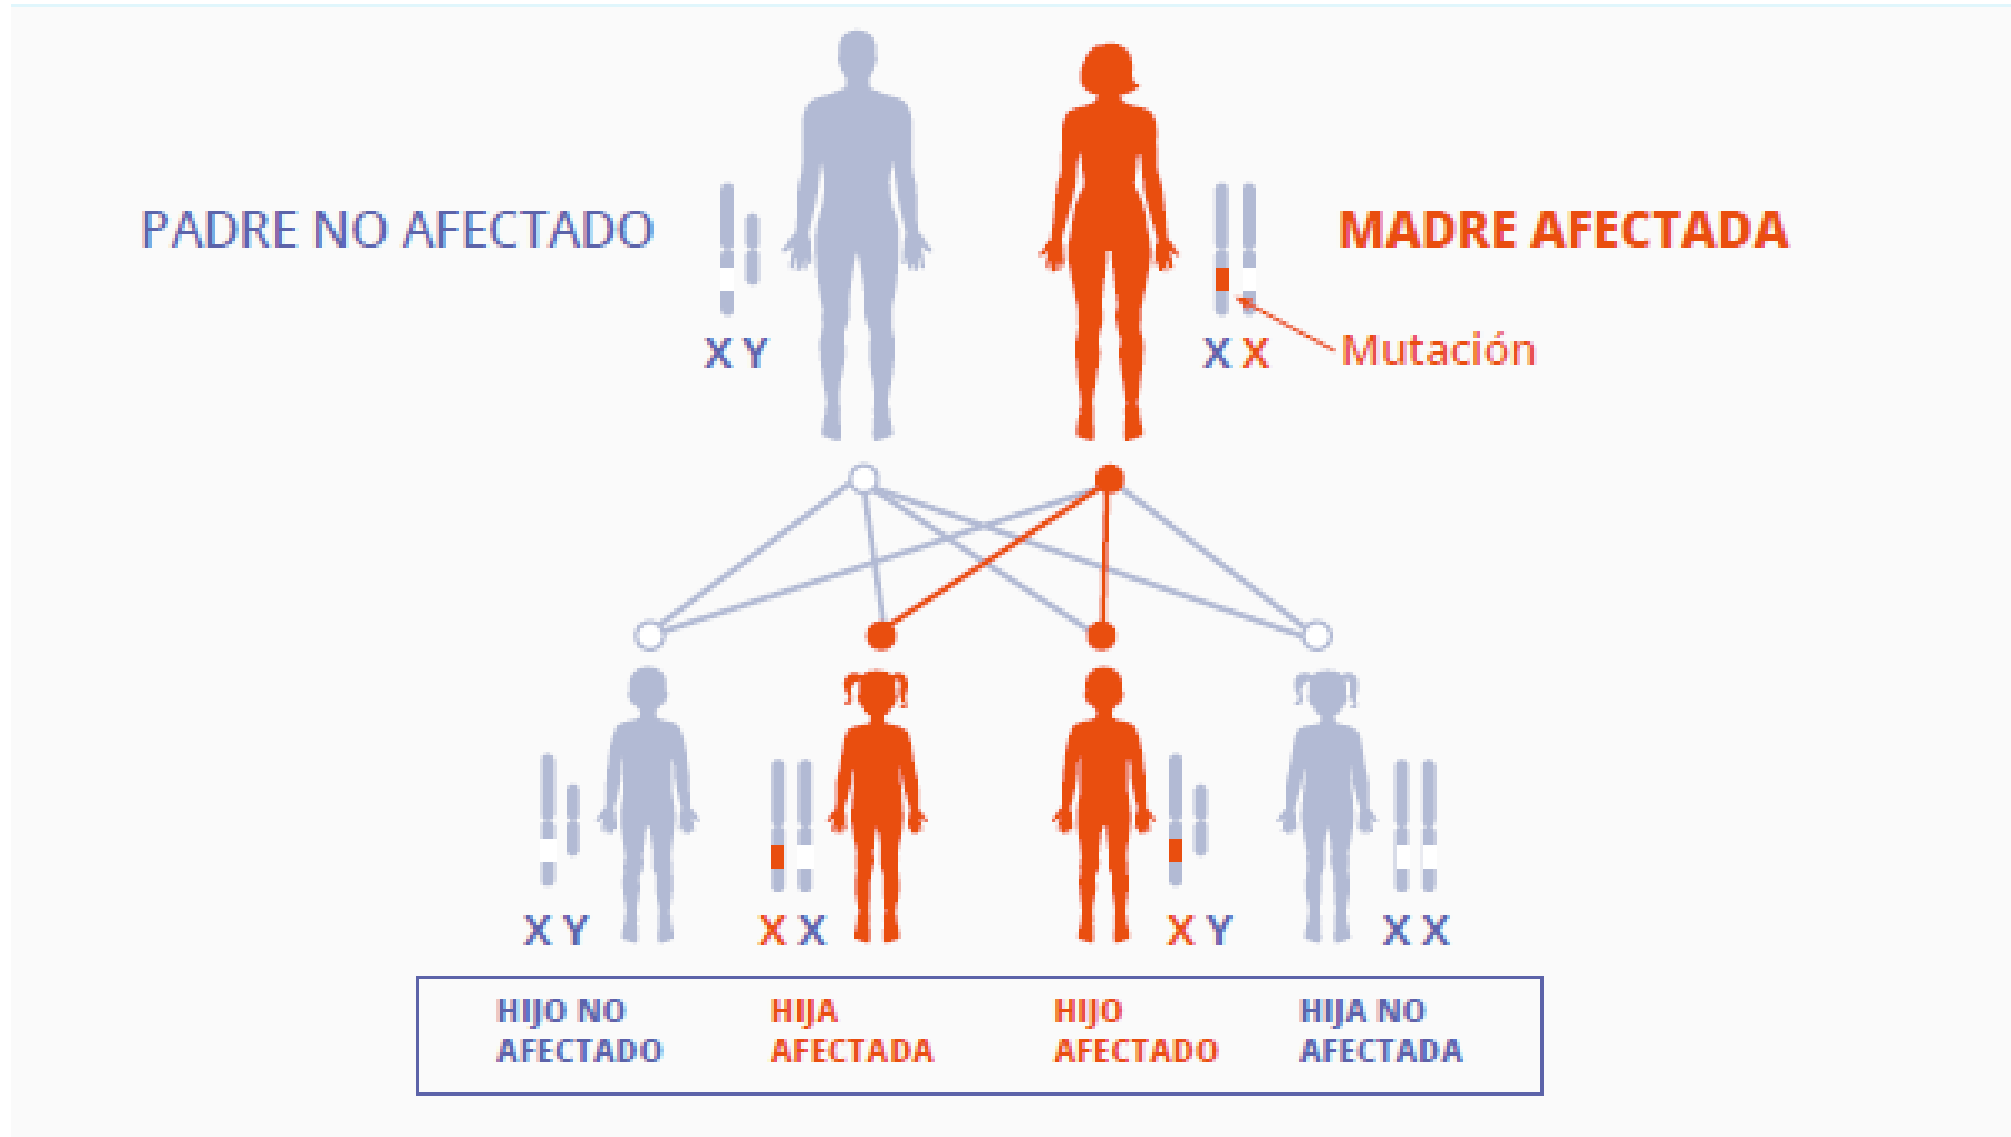 PADRE NO AFECTADO
MADRE AFECTADA
X Y
X X
Mutación
X Y
X X
X Y
X X
HIJO NO
AFECTADO
HIJA
AFECTADA
HIJO
AFECTADO
HIJA NO
AFECTADA